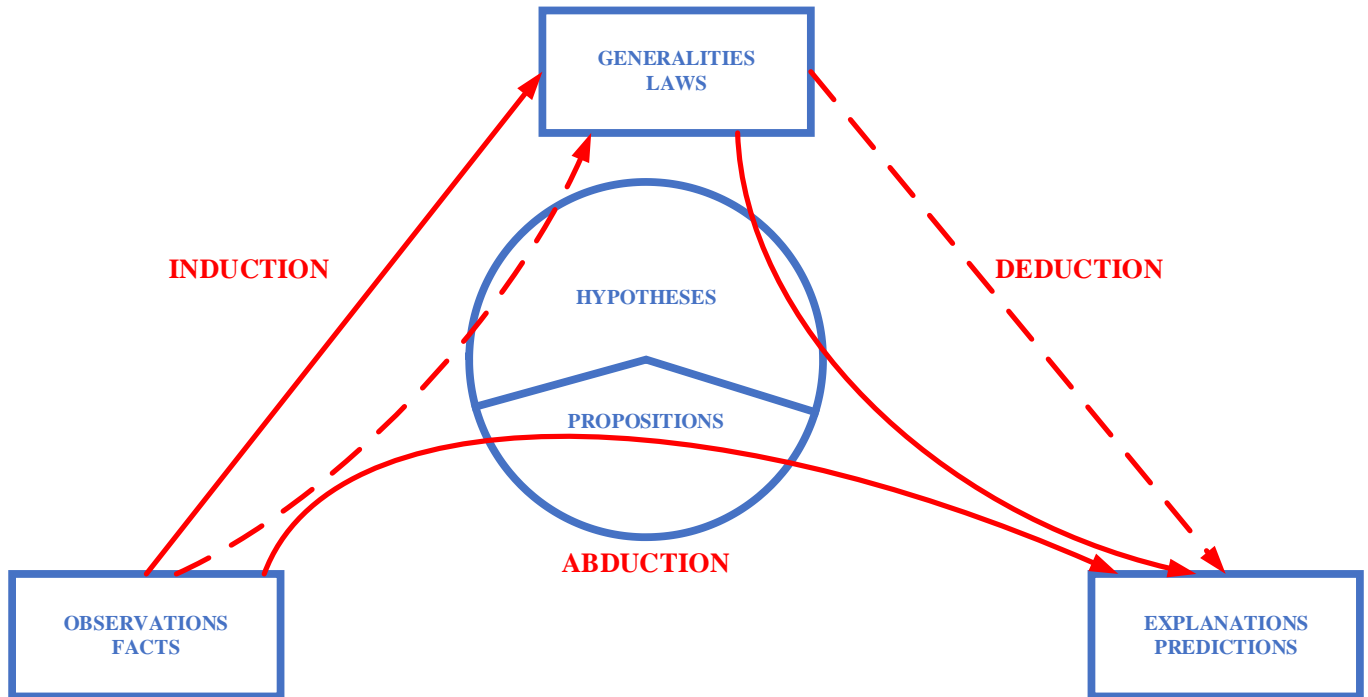 GENERALITIES
LAWS
INDUCTION
DEDUCTION
HYPOTHESES
PROPOSITIONS
ABDUCTION
OBSERVATIONS
FACTS
EXPLANATIONS
PREDICTIONS